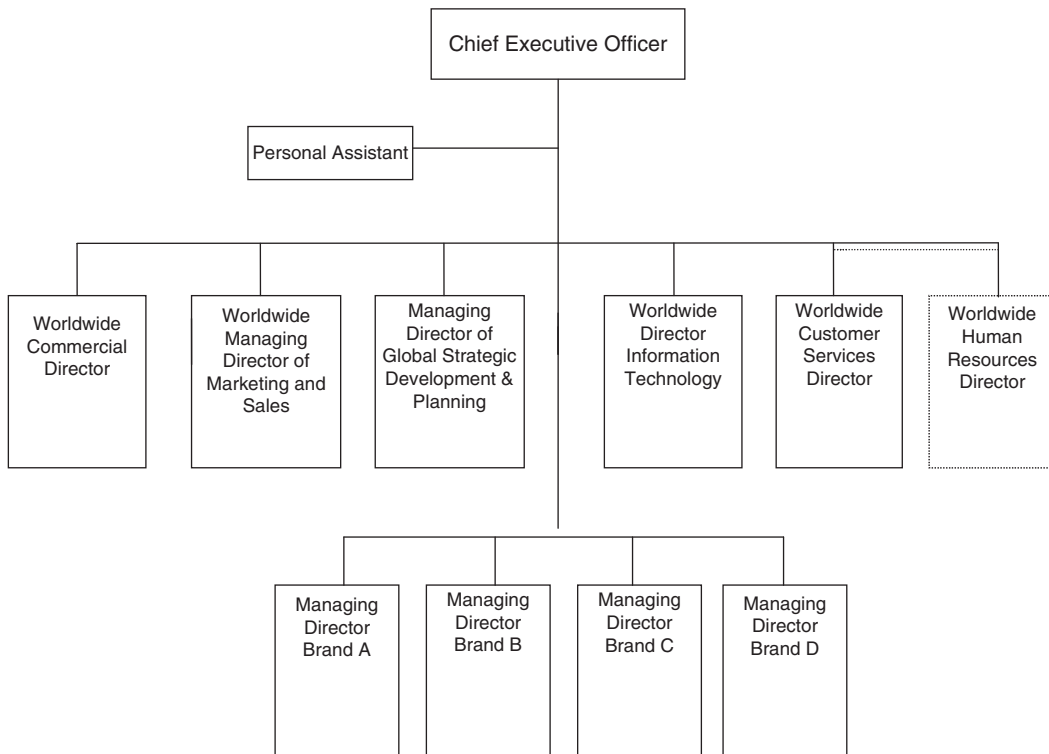 Chief Executive Officer
Personal Assistant
Worldwide
Commercial
Director
Worldwide
Managing
Director of
Marketing and
Sales
Managing
Director of
Global Strategic
Development &
Planning
Worldwide
Director
Information
Technology
Worldwide
Customer
Services
Director
Worldwide
Human
Resources
Director
Managing
Director
Brand A
Managing
Director
Brand B
Managing
Director
Brand C
Managing
Director
Brand D